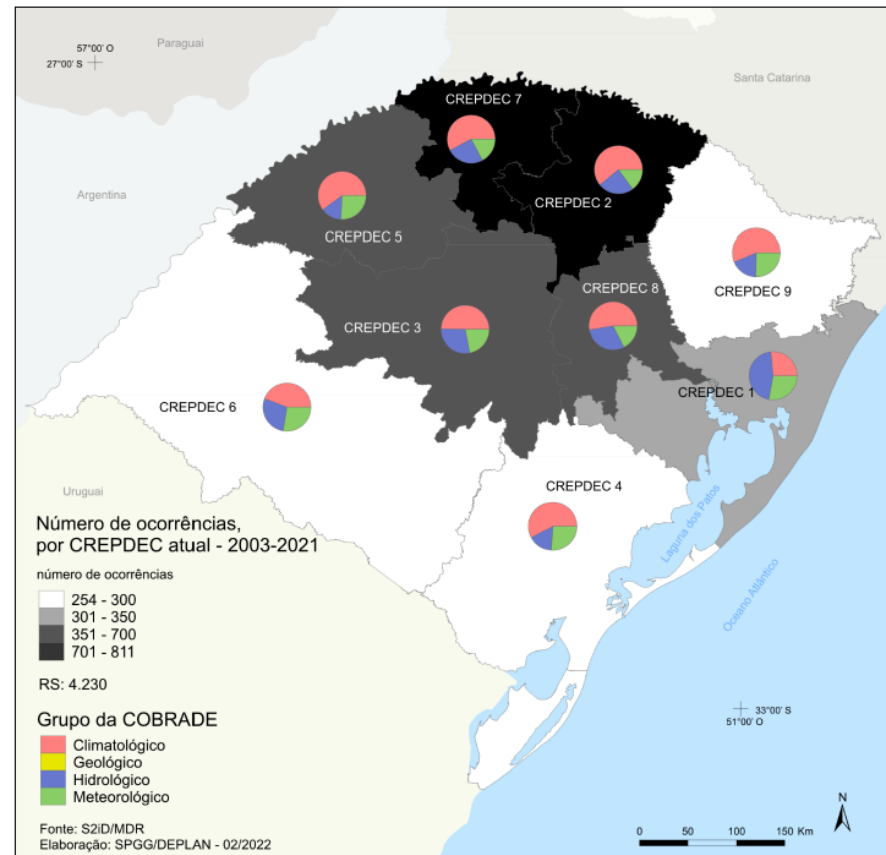 Paraguai
57°00' O
27°00' S
Santa Catarina
CREPDEC 7
CREPDEC 2
Argentina
CREPDEC 5
CREPDEC 9
CREPDEC 8
CREPDEC 3
CREPDEC 1
CREPDEC 6
CREPDEC 4
Uruguai
Laguna dos Patos
Oceano Atlântico
Número de ocorrências,
por CREPDEC atual - 2003-2021
número de ocorrências
254 - 300
301 - 350
351 - 700
701 - 811
RS: 4.230
33°00' S
51°00' O
Grupo da COBRADE
Climatológico
Geológico
Hidrológico
Meteorológico
Fonte: S2iD/MDR
Elaboração: SPGG/DEPLAN - 02/2022
N
0 50 100 150 Km